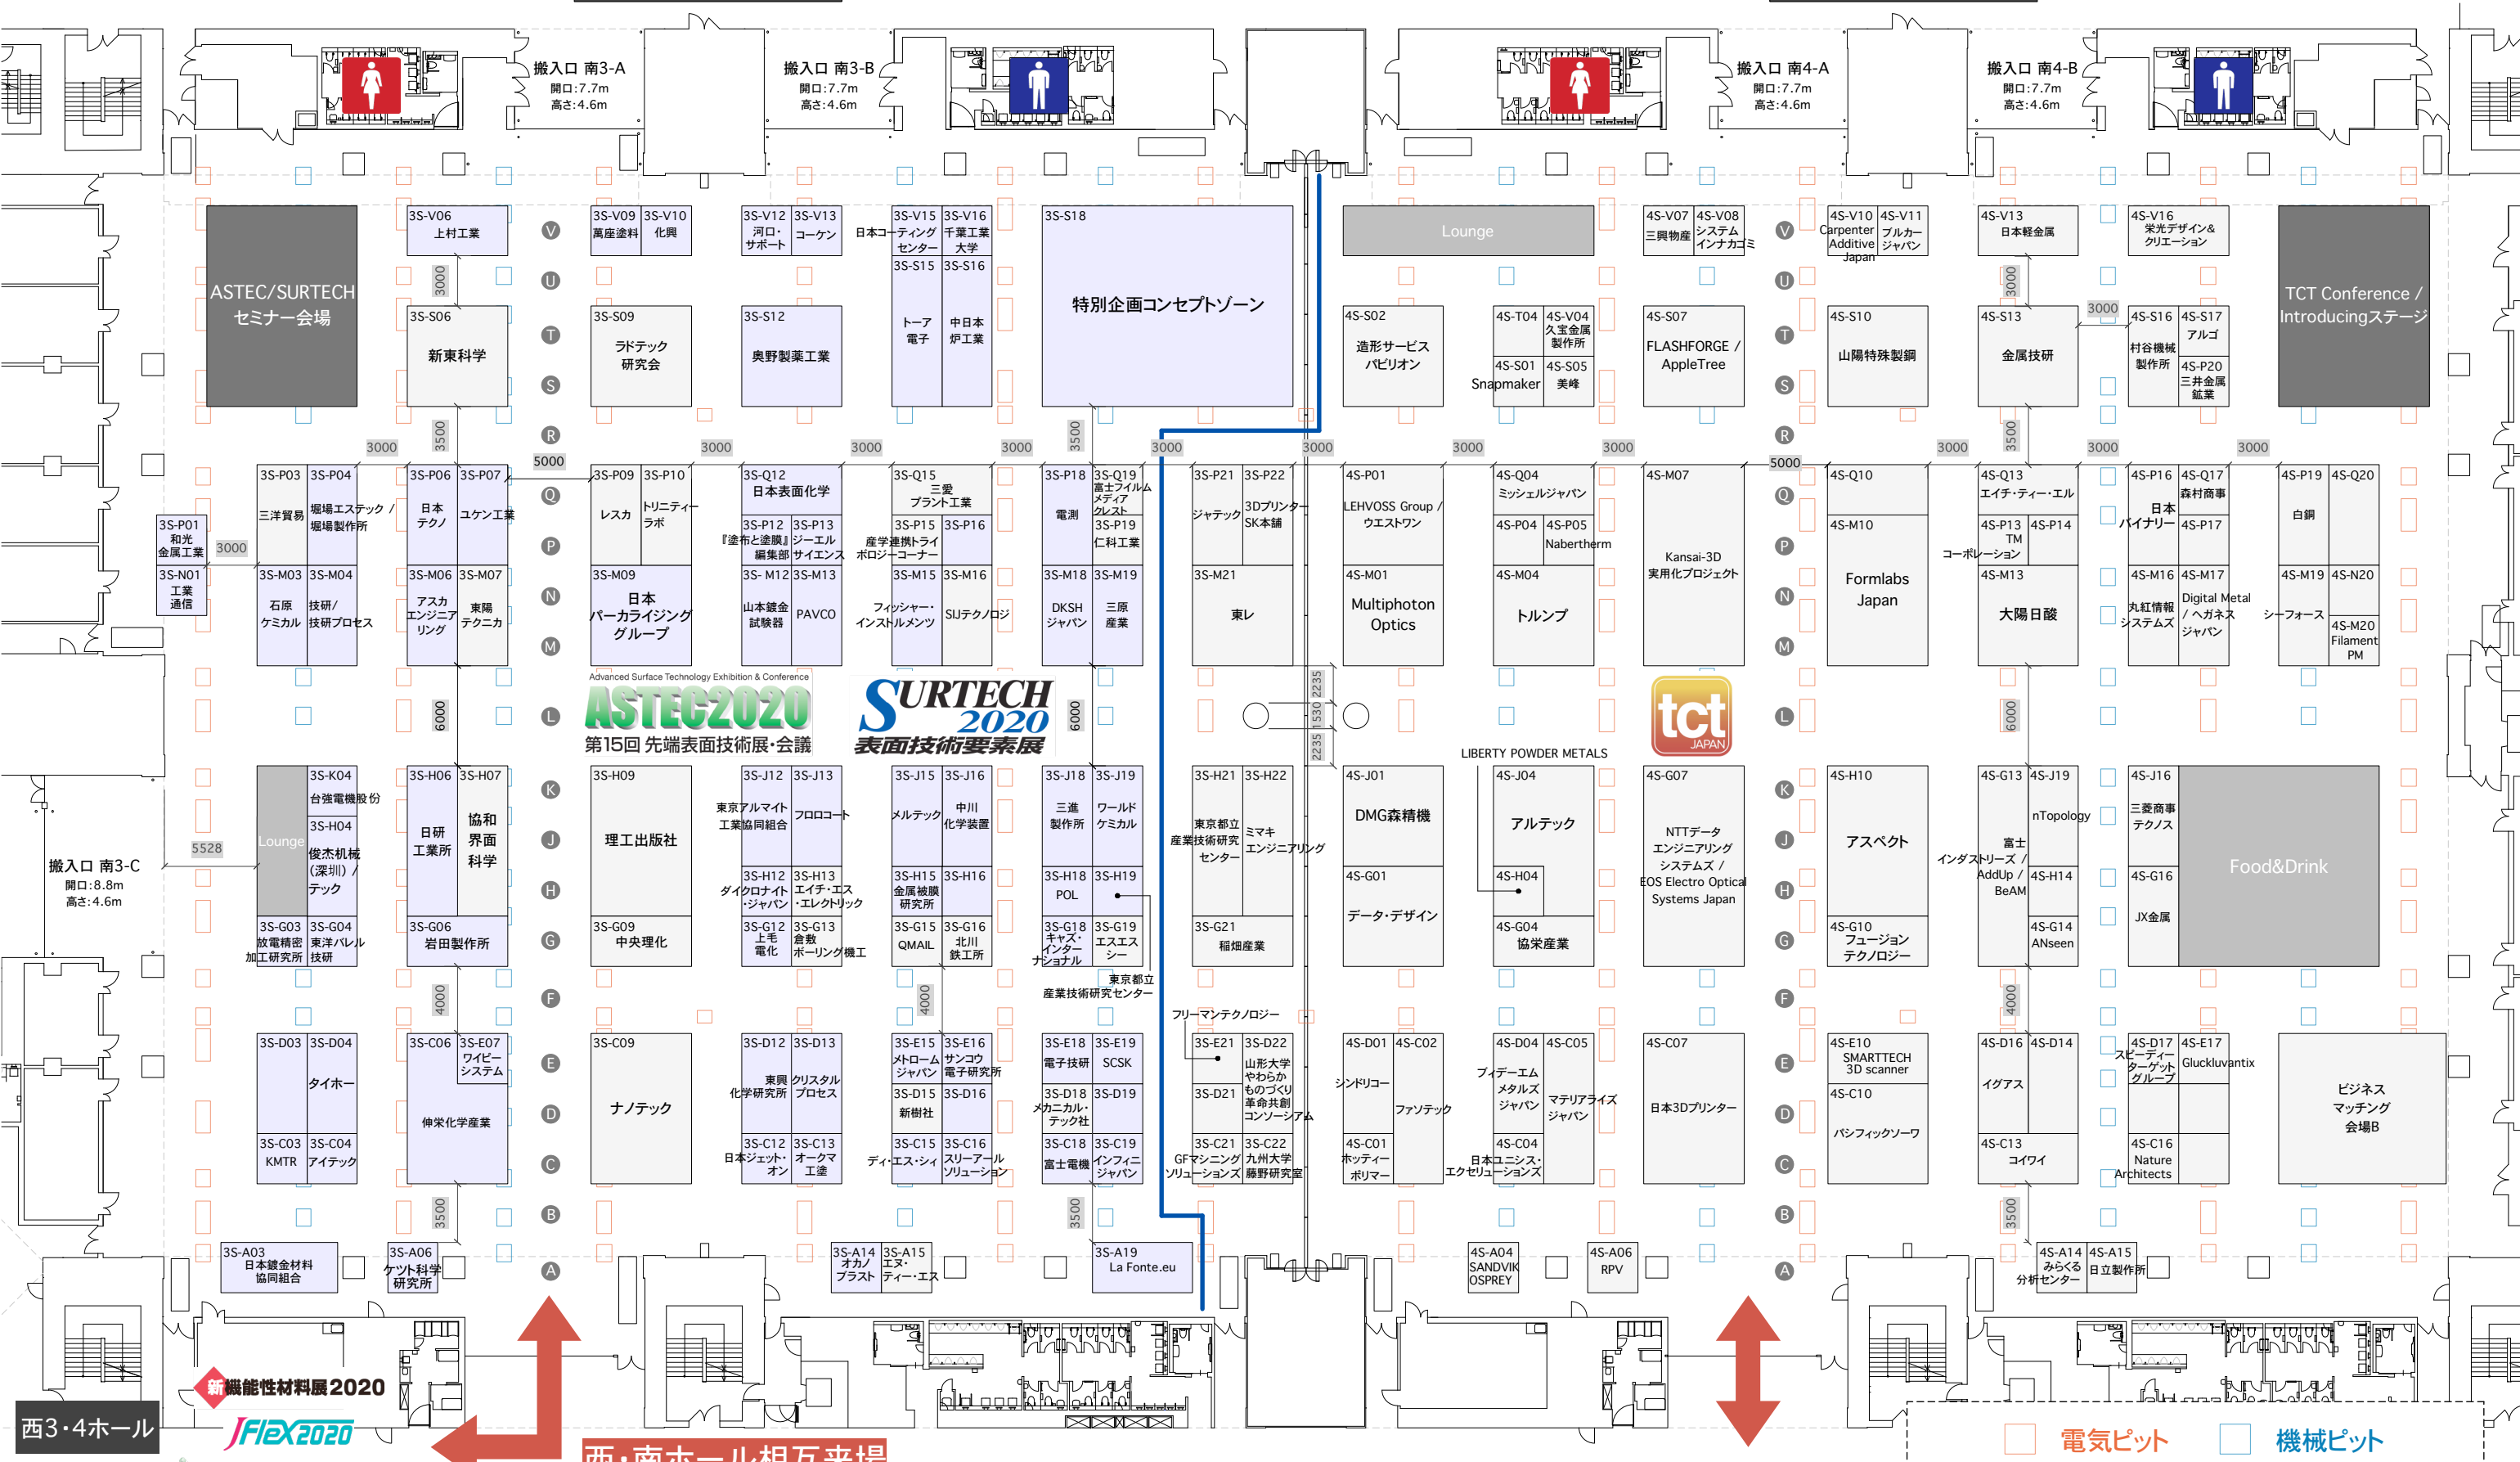 搬入口 南3-A
開口:7.7m
高さ:4.6m
搬入口 南3-B
開口:7.7m
高さ:4.6m
搬入口 南4-A
開口:7.7m
高さ:4.6m
搬入口 南4-B
開口:7.7m
高さ:4.6m
ASTEC/SURTECH
セミナー会場
3S-V06
上村工業
3S-V09
萬座塗料
3S-V10
化興
3S-V12
河口・
サポート
3S-V13
コーケン
3S-V15
日本コーティング
センター
3S-V16
千葉工業
大学
3S-S18
特別企画コンセプトゾーン
Lounge
4S-V07
三興物産
4S-V08
システム
インナカゴミ
4S-V10
Carpenter
Additive
Japan
4S-V11
ブルカー
ジャパン
4S-V13
日本軽金属
4S-V16
栄光デザイン&
クリエーション
TCT Conference /
Introducingステージ
V
U
T
S
R
Q
P
N
M
L
K
J
H
G
F
E
D
C
B
A
V
U
T
S
R
Q
P
N
M
L
K
J
H
G
F
E
D
C
B
A
3S-S06
新東科学
3S-S09
ラドテック
研究会
3S-S12
奥野製薬工業
3S-S15
トーア
電子
3S-S16
中日本
炉工業
4S-S02
造形サービス
パビリオン
4S-T04
4S-V04
久宝金属
製作所
4S-S01
Snapmaker
4S-S05
美峰
4S-S07
FLASHFORGE /
AppleTree
4S-S10
山陽特殊製鋼
4S-S13
金属技研
4S-S16
村谷機械
製作所
4S-S17
アルゴ
4S-P20
三井金属
鉱業
3000
3000
3000
3500
3500
3500
3000
5000
3000
3000
3000
3000
3000
3000
3000
5000
3000
3000
3000
3S-P01
和光
金属工業
3000
3S-N01
工業
通信
3S-P03
三洋貿易
3S-P04
堀場エステック /
堀場製作所
3S-P06
日本
テクノ
3S-P07
ユケン工業
3S-P09
レスカ
3S-P10
トリニティー
ラボ
3S-Q12
日本表面化学
3S-P12
『塗布と塗膜』
編集部
3S-P13
ジーエル
サイエンス
3S-Q15
三愛
プラント工業
3S-P15
産学連携トライ
ボロジーコーナー
3S-P16
3S-P18
電測
3S-Q19
富士フイルム
メディア
クレスト
3S-P19
仁科工業
3S-P21
ジャテック
3S-P22
3Dプリンター
SK本舗
4S-P01
LEHVOSS Group /
ウエストワン
4S-Q04
ミッシェルジャパン
4S-P04
4S-P05
Nabertherm
4S-M07
Kansai-3D
実用化プロジェクト
4S-Q10
4S-M10
Formlabs
Japan
4S-Q13
エイチ・ティー・エル
4S-P13
TM
コーポレーション
4S-P14
4S-P16
日本
バイナリー
4S-Q17
森村商事
4S-P17
4S-P19
白銅
4S-Q20
3S-M03
石原
ケミカル
3S-M04
技研/
技研プロセス
3S-M06
アスカ
エンジニア
リング
3S-M07
東陽
テクニカ
3S-M09
日本
パーカライジング
グループ
3S- M12
山本鍍金
試験器
3S-M13
PAVCO
3S-M15
フィッシャー・
インストルメンツ
3S-M16
SIJテクノロジ
3S-M18
DKSH
ジャパン
3S-M19
三原
産業
3S-M21
東レ
4S-M01
Multiphoton
Optics
4S-M04
トルンプ
4S-M13
大陽日酸
4S-M16
丸紅情報
システムズ
4S-M17
Digital Metal
/ ヘガネス
ジャパン
4S-M19
シーフォース
4S-N20
4S-M20
Filament
PM
6000
Advanced Surface Technology Exhibition & Conference
ASTEC2020
第15回 先端表面技術展・会議
SURTECH
2020
表面技術要素展
6000
2235
1530
2235
tct
JAPAN
6000
LIBERTY POWDER METALS
搬入口 南3-C
開口:8.8m
高さ:4.6m
5528
Lounge
3S-K04
台強電機股份
3S-H04
俊杰机械
(深圳) /
テック
3S-H06
日研
工業所
3S-H07
協和
界面
科学
3S-H09
理工出版社
3S-J12
東京アルマイト
工業協同組合
3S-J13
フロロコート
3S-J15
メルテック
3S-J16
中川
化学装置
3S-J18
三進
製作所
3S-J19
ワールド
ケミカル
3S-H21
東京都立
産業技術研究
センター
3S-H22
ミマキ
エンジニアリング
4S-J01
DMG森精機
4S-J04
アルテック
4S-G07
NTTデータ
エンジニアリング
システムズ /
EOS Electro Optical
Systems Japan
4S-H10
アスペクト
4S-G13
富士
インダストリーズ /
AddUp /
BeAM
4S-J19
nTopology
4S-J16
三菱商事
テクノス
Food&Drink
3S-H12
ダイクロナイト
・ジャパン
3S-H13
エイチ・エス
・エレクトリック
3S-H15
金属被膜
研究所
3S-H16
3S-H18
POL
3S-H19
4S-G01
データ・デザイン
4S-H04
4S-H14
4S-G16
JX金属
3S-G03
放電精密
加工研究所
3S-G04
東洋バレル
技研
3S-G06
岩田製作所
3S-G09
中央理化
3S-G12
上毛
電化
3S-G13
倉敷
ボーリング機工
3S-G15
QMAIL
3S-G16
北川
鉄工所
3S-G18
キャズ・
インター
ナショナル
3S-G19
エスエス
シー
3S-G21
稲畑産業
4S-G04
協栄産業
4S-G10
フュージョン
テクノロジー
4S-G14
ANseen
東京都立
産業技術研究センター
4000
4000
4000
フリーマンテクノロジー
3S-D03
3S-D04
タイホー
3S-C06
伸栄化学産業
3S-E07
ワイピー
システム
3S-C09
ナノテック
3S-D12
東興
化学研究所
3S-D13
クリスタル
プロセス
3S-E15
メトローム
ジャパン
3S-E16
サンコウ
電子研究所
3S-E18
電子技研
3S-E19
SCSK
3S-E21
3S-D22
山形大学
やわらか
ものづくり
革命共創
コンソーシアム
4S-D01
シンドリコー
4S-C02
ファソテック
4S-D04
ブィデーエム
メタルズ
ジャパン
4S-C05
マテリアライズ
ジャパン
4S-C07
日本3Dプリンター
4S-E10
SMARTTECH
3D scanner
4S-C10
パシフィックソーワ
4S-D16
イグアス
4S-D14
4S-D17
スピーディー
ターゲット
グループ
4S-E17
Gluckluvantix
ビジネス
マッチング
会場B
3S-D15
新樹社
3S-D16
3S-D18
メカニカル・
テック社
3S-D19
3S-D21
3S-C03
KMTR
3S-C04
アイテック
3S-C12
日本ジェット・
オン
3S-C13
オークマ
工塗
3S-C15
ディ・エス・シィ
3S-C16
スリーアール
ソリューション
3S-C18
富士電機
3S-C19
インフィニ
ジャパン
3S-C21
GFマシニング
ソリューションズ
3S-C22
九州大学
藤野研究室
4S-C01
ホッティー
ポリマー
4S-C04
日本ユニシス・
エクセリューションズ
4S-C13
コイワイ
4S-C16
Nature
Architects
3500
3500
3500
3S-A03
日本鍍金材料
協同組合
3S-A06
ケツト科学
研究所
3S-A14
オカノ
ブラスト
3S-A15
エヌ・
ティー・エス
3S-A19
La Fonte.eu
4S-A04
SANDVIK
OSPREY
4S-A06
RPV
4S-A14
みらくる
分析センター
4S-A15
日立製作所
新機能性材料展2020
JFlex2020
西3・4ホール
西・南ホール相互来場
電気ピット
機械ピット